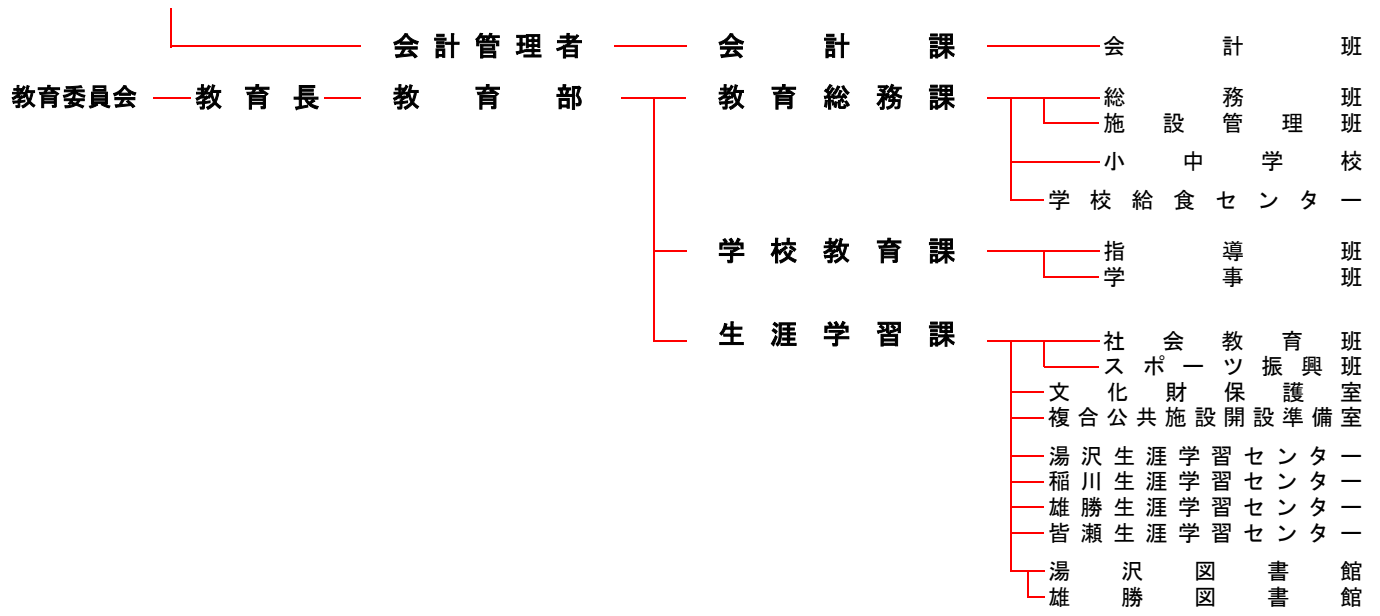 会計管理者 会計課 会計班
教育委員会 教育長 教育部 教育総務課 総務班
施設管理班
小中学校
学校給食センター
学校教育課 指導班
学事班
生涯学習課 社会教育班
スポーツ振興班
文化財保護室
複合公共施設開設準備室
湯沢生涯学習センター
稲川生涯学習センター
雄勝生涯学習センター
皆瀬生涯学習センター
湯沢図書館
雄勝図書館